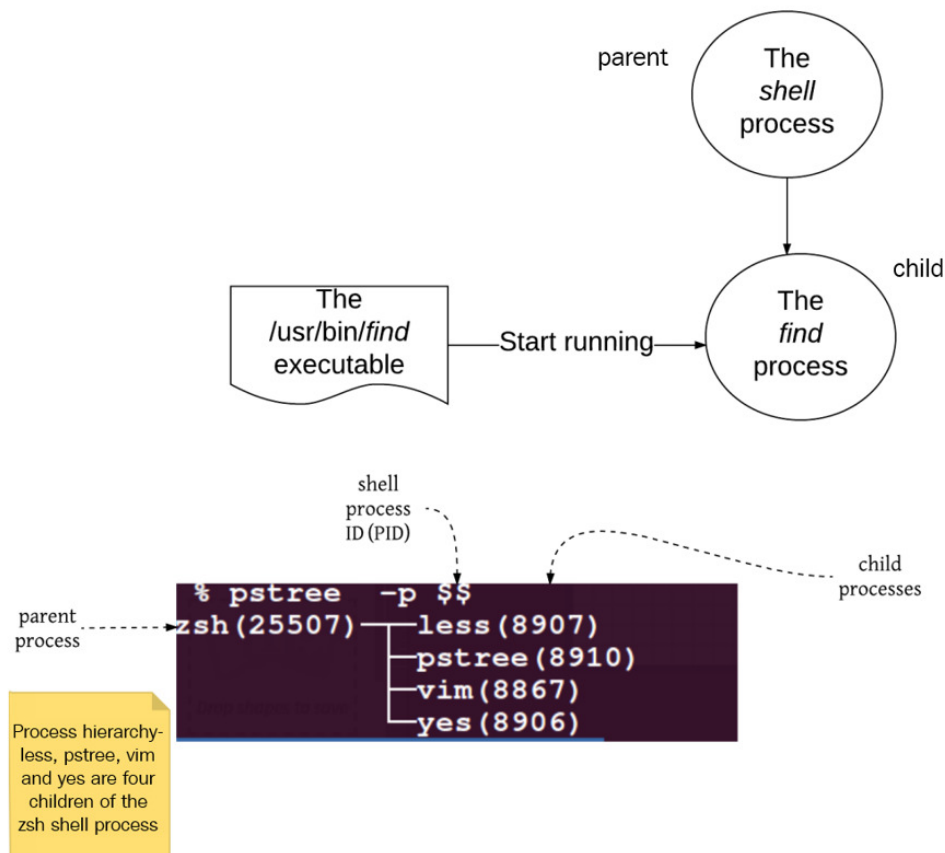 parent
The
shell
process
child
The
/usr/bin/find
executable
Start running
The
find
process
shell
process
ID (PID)
child
processes
parent
process
% pstree -p $$
zsh(25507)less(8907)
pstree(8910)
vim(8867)
yes(8906)
Process hierarchy-
less, pstree, vim
and yes are four
children of the
zsh shell process